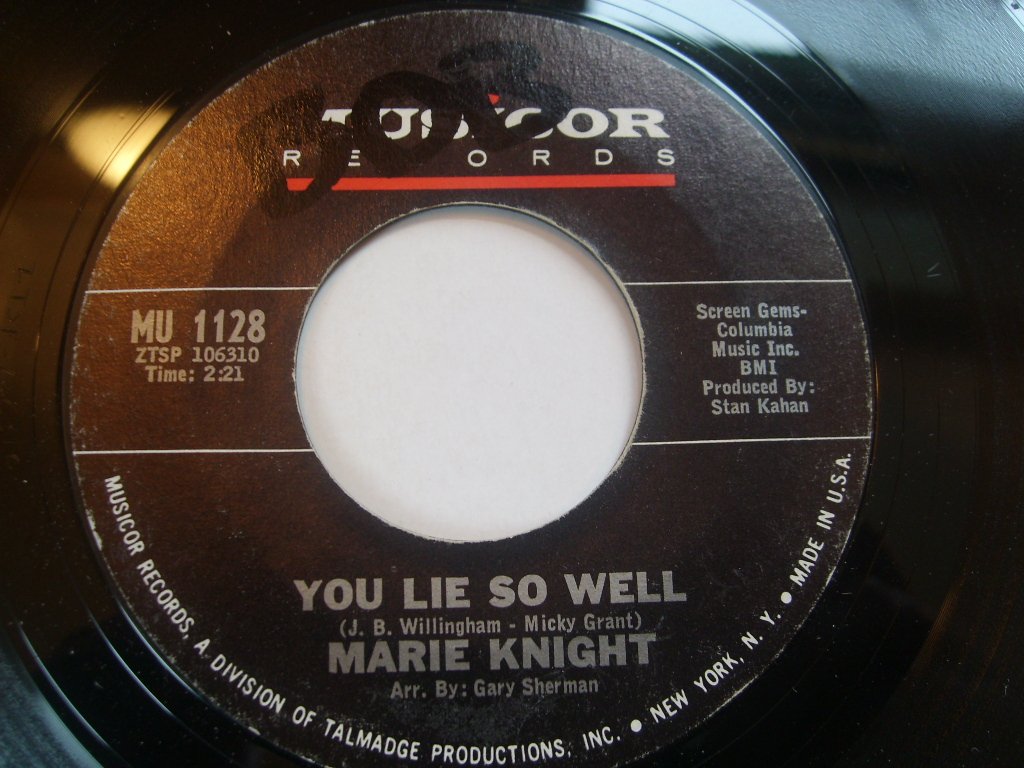 MUSICOR
RECORDS
MU 1128
ZTSP 106310
Time: 2:21
Screen Gems-
Columbia
Music Inc.
BMI
Produced By:
Stan Kahan
YOU LIE SO WELL
(J. B. Willingham - Micky Grant)
MARIE KNIGHT
Arr. By: Gary Sherman
MUSICOR RECORDS, A DIVISION OF TALMADGE PRODUCTIONS, INC. ● NEW YORK, N. Y. ● MADE IN U.S.A.